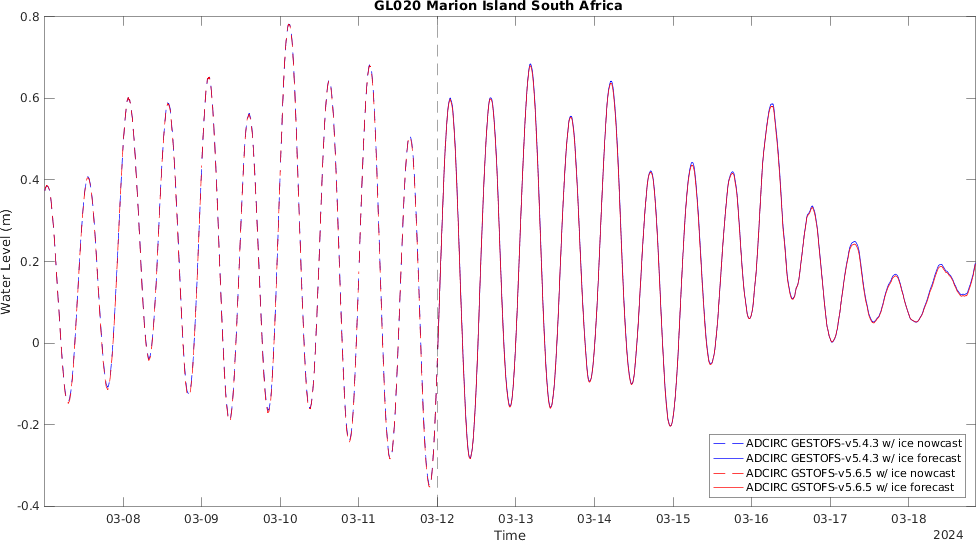 GL020 Marion Island South Africa
Water Level (m)
0.8
0.6
0.4
0.2
0
-0.2
-0.4
ADCIRC GESTOFS-v5.4.3 w/ ice nowcast
ADCIRC GESTOFS-v5.4.3 w/ ice forecast
ADCIRC GSTOFS-v5.6.5 w/ ice nowcast
ADCIRC GSTOFS-v5.6.5 w/ ice forecast
03-08 03-09 03-10 03-11 03-12 03-13 03-14 03-15 03-16 03-17 03-18
Time
2024